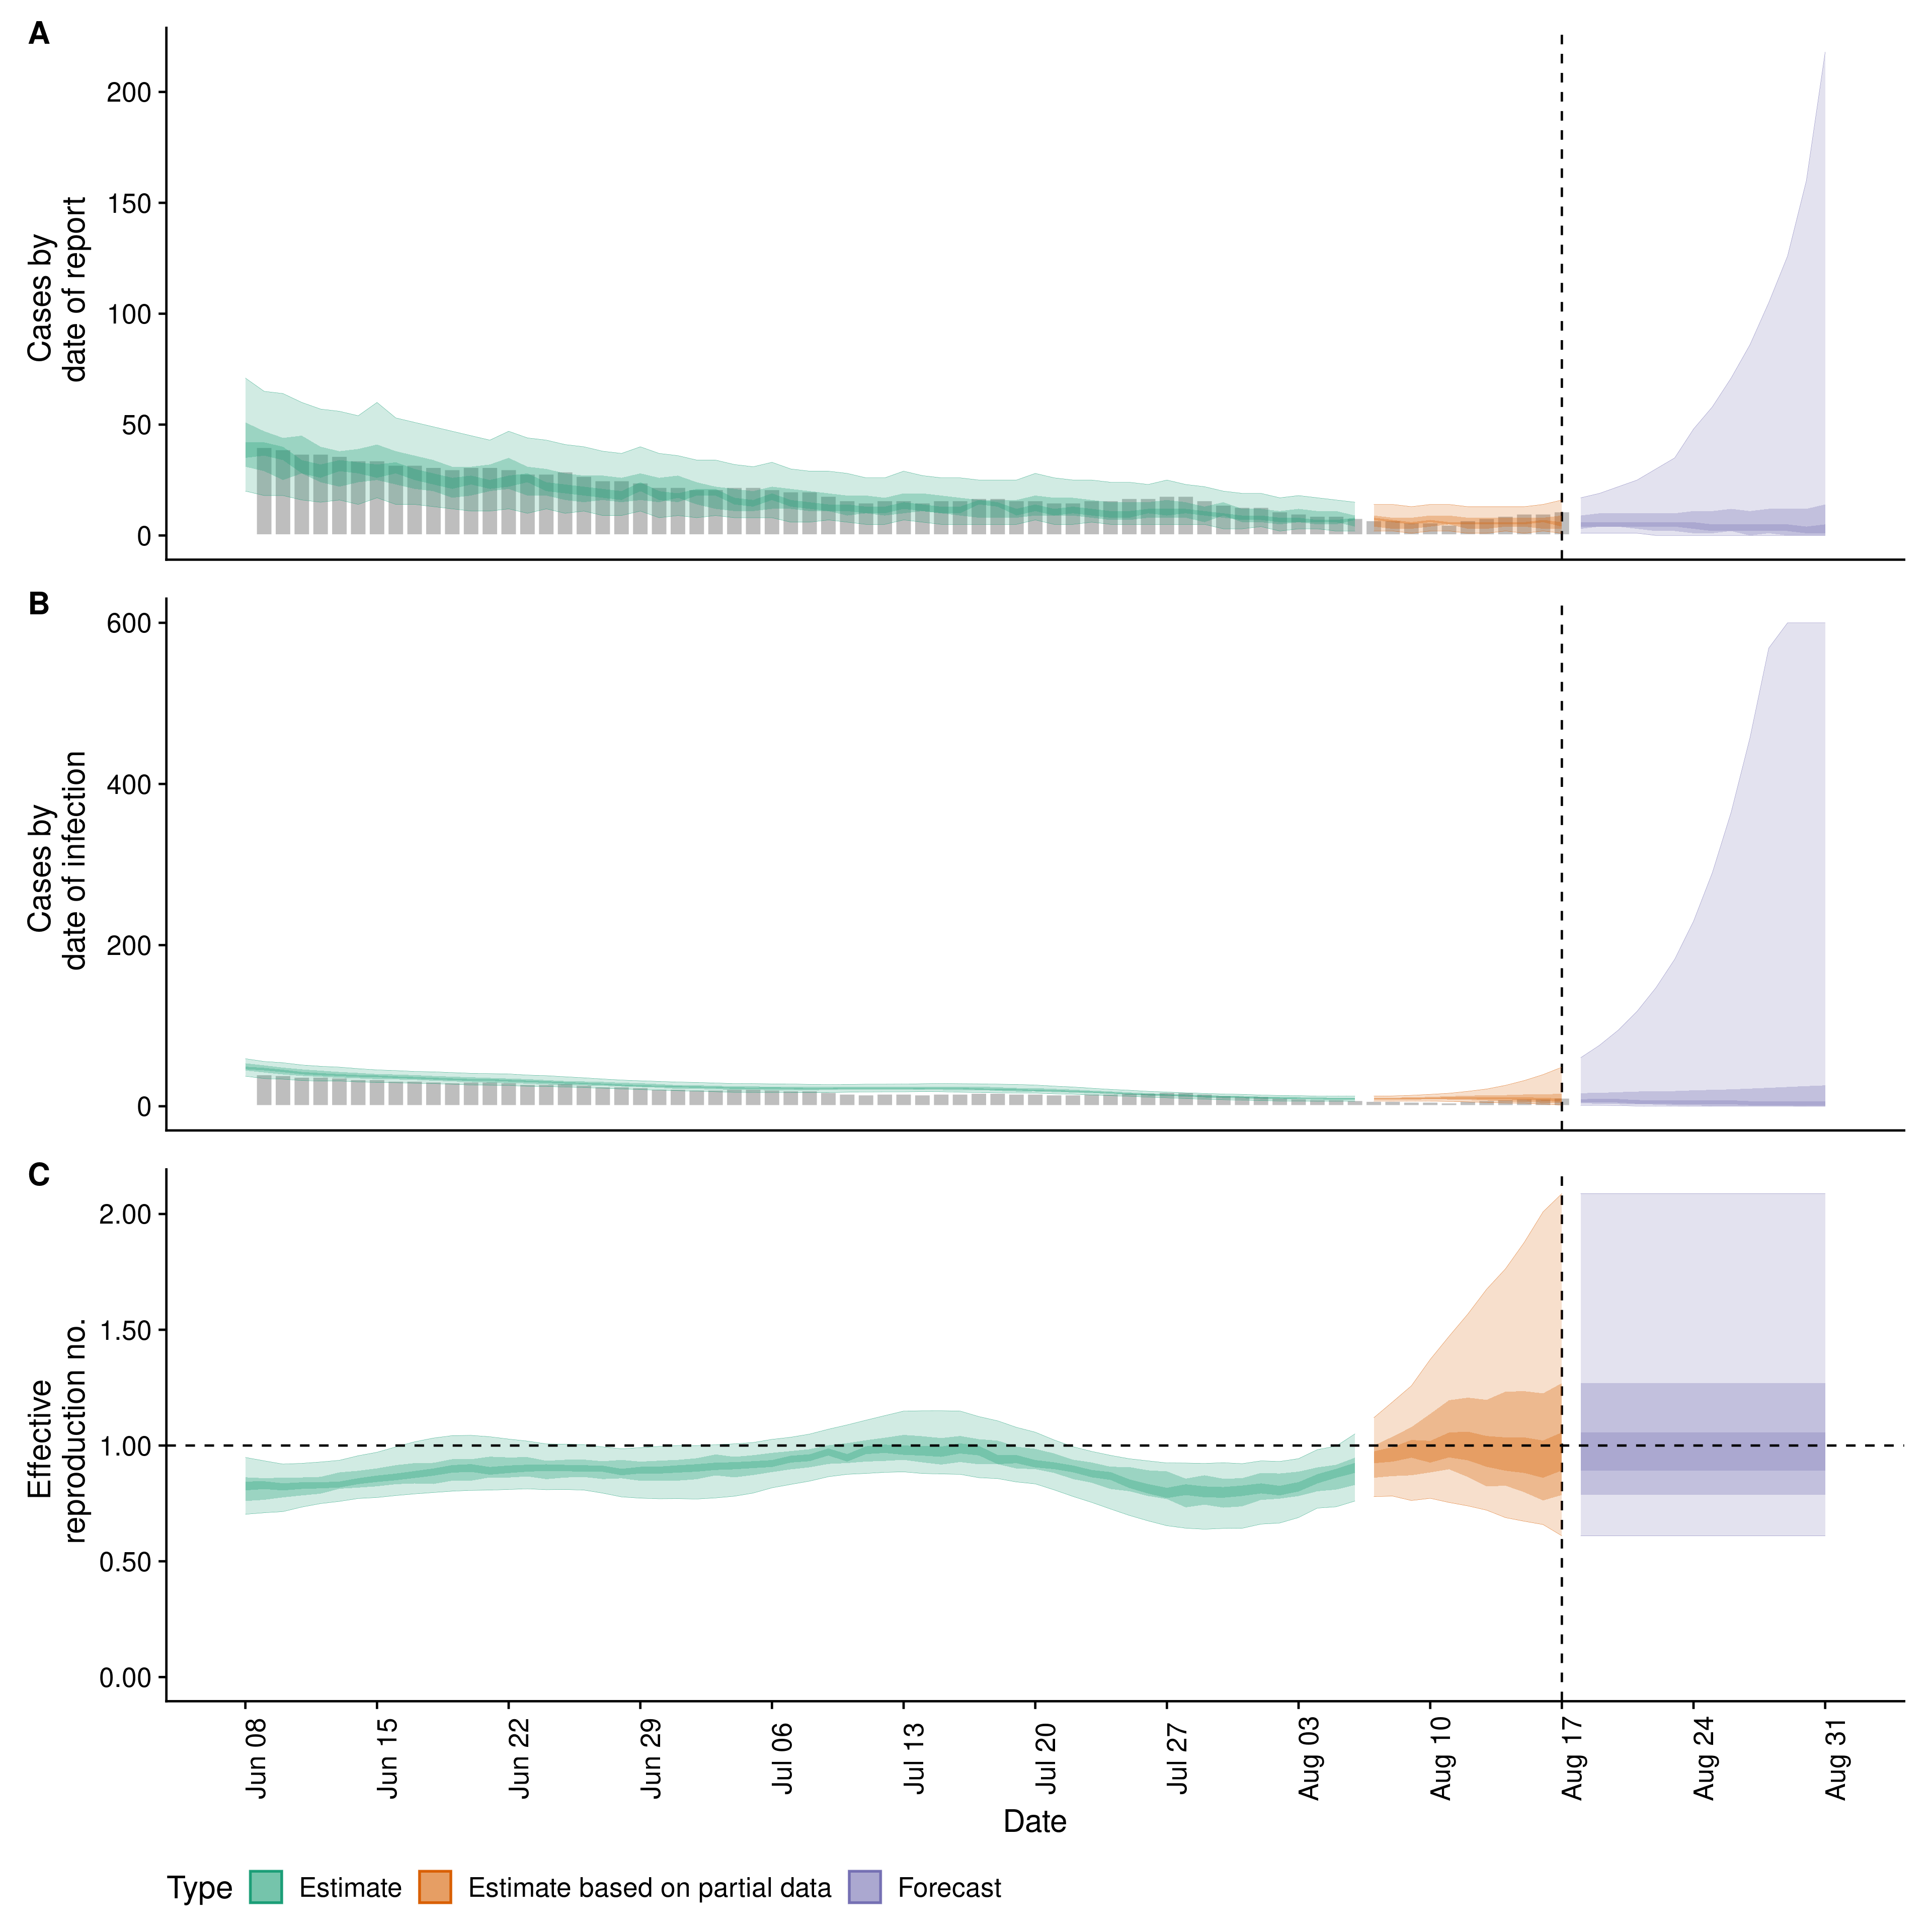 A
Cases by
date of report
200
150
100
50
0
B
Cases by
date of infection
600
400
200
0
C
Effective
reproduction no.
2.00
1.50
1.00
0.50
0.00
Jun 08
Jun 15
Jun 22
Jun 29
Jul 06
Jul 13
Jul 20
Jul 27
Aug 03
Aug 10
Aug 17
Aug 24
Aug 31
Date
Type Estimate Estimate based on partial data Forecast